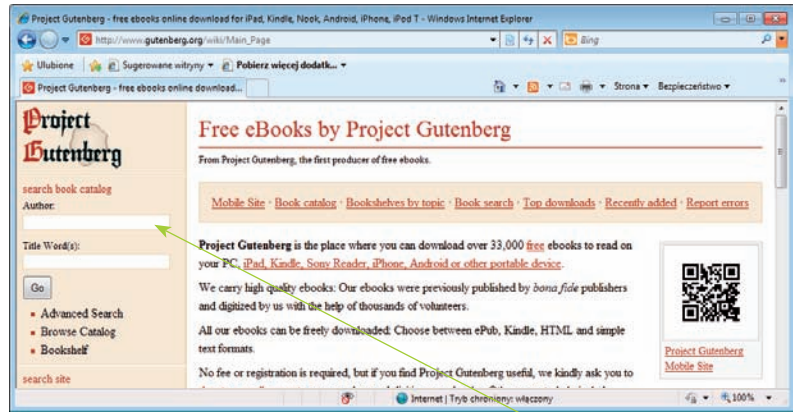 Project Gutenberg - free ebooks online download for iPad, Kindle, Nook, Android, iPhone, iPod T - Windows Internet Explorer
http://www.gutenberg.org/wiki/Main_Page
Bing
Ulubione
Sugerowane witryny
Pobierz więcej dodatk...
Project Gutenberg - free ebooks online download...
Strona
Bezpieczeństwo
»
Project
Gutenberg
search book catalog
Author:
Title Word(s):
Go
Advanced Search
Browse Catalog
Bookshelf
search site
Free eBooks by Project Gutenberg
From Project Gutenberg, the first producer of free ebooks.
Mobile Site · Book catalog · Bookshelves by topic · Book search · Top downloads · Recently added · Report errors
Project Gutenberg is the place where you can download over 33,000 free ebooks to read on
your PC, iPad, Kindle, Sony Reader, iPhone, Android or other portable device.
We carry high quality ebooks: Our ebooks were previously published by bona fide publishers
and digitized by us with the help of thousands of volunteers.
All our ebooks can be freely downloaded: Choose between ePub, Kindle, HTML and simple
text formats.
No fee or registration is required, but if you find Project Gutenberg useful, we kindly ask you to
Project Gutenberg
Mobile Site
Internet | Tryb chroniony: włączony
100%